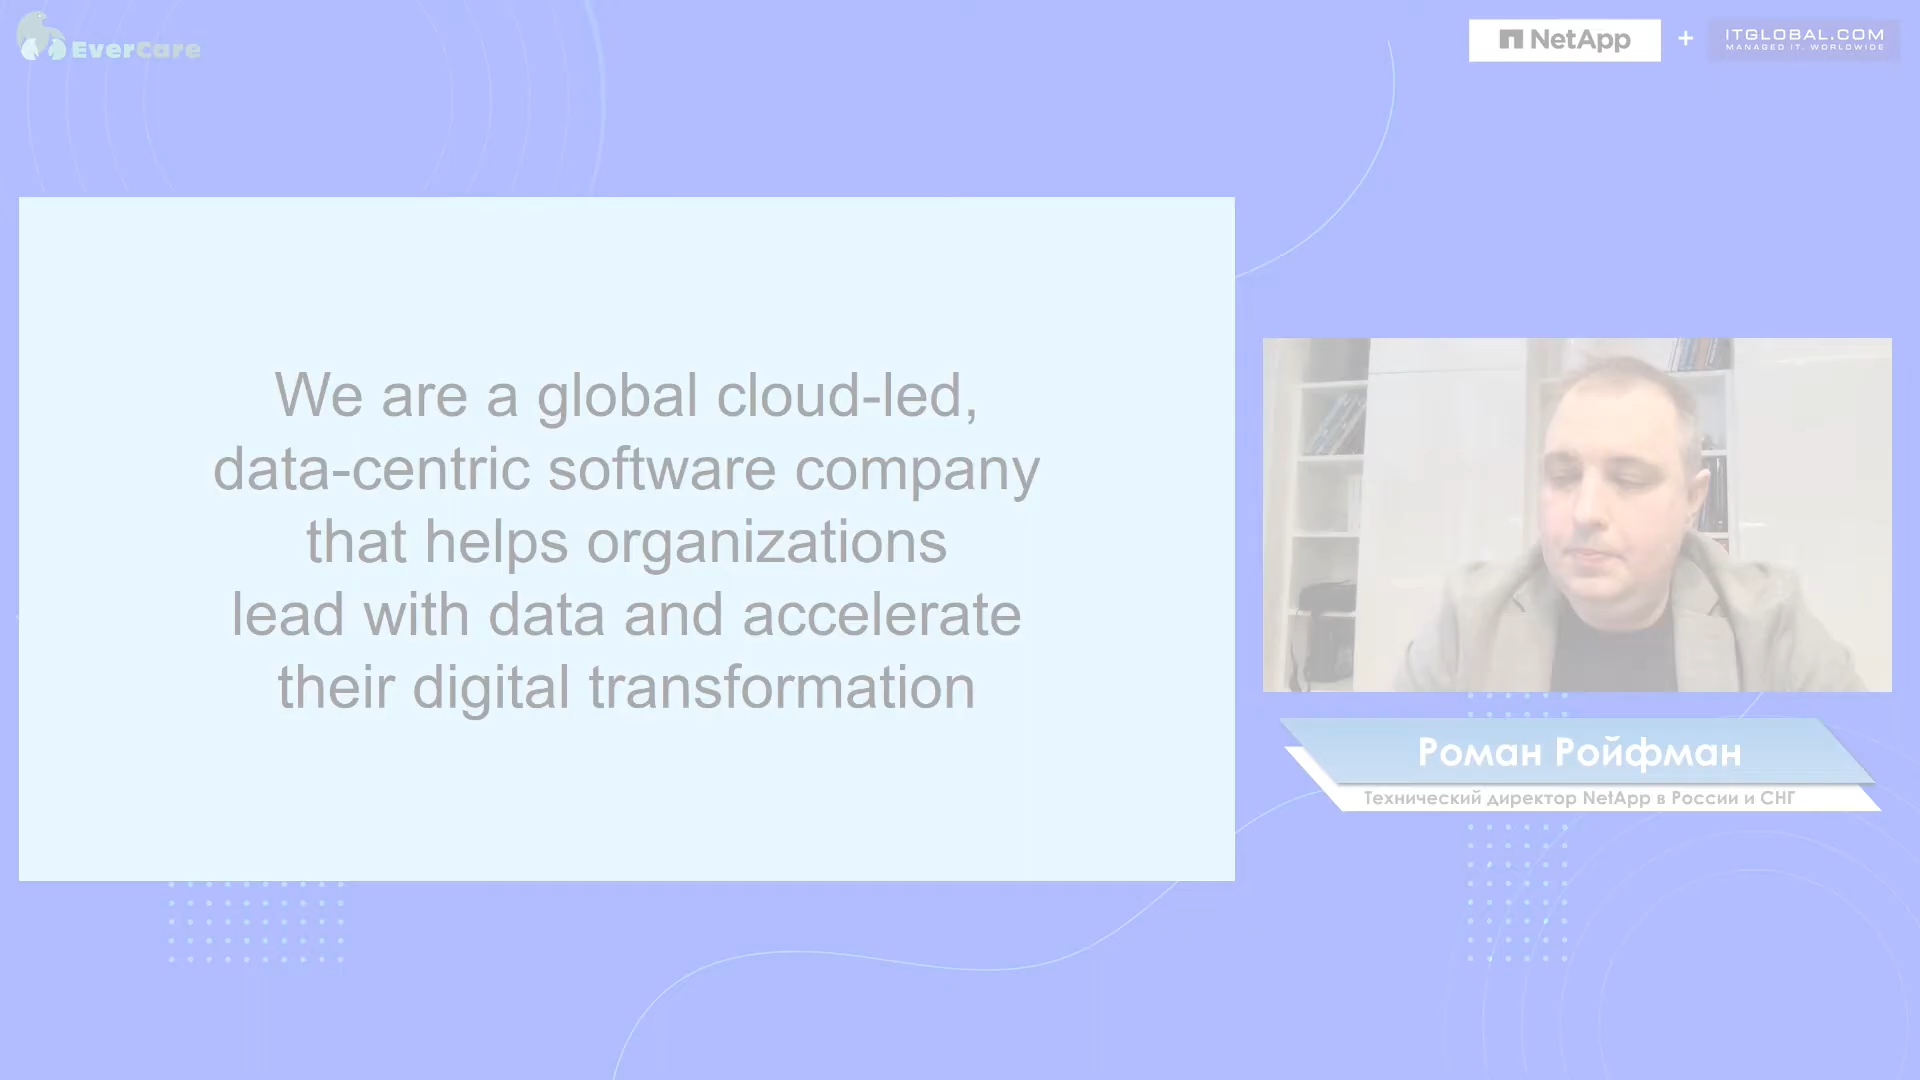 EverCare
NetApp
+
ITGLOBAL.COM
MANAGED IT. WORLDWIDE
We are a global cloud-led,
data-centric software company
that helps organizations
lead with data and accelerate
their digital transformation
Роман Ройфман
Технический директор NetApp в России и СНГ